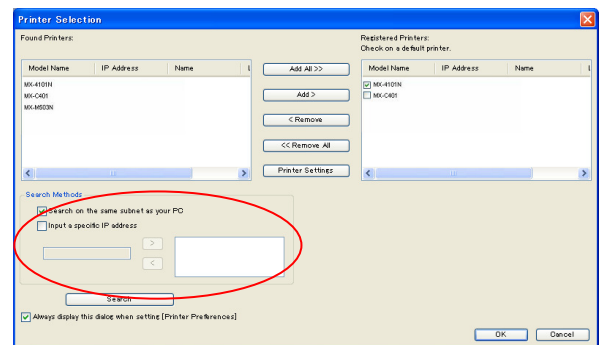 Printer Selection
Found Printers:
Registered Printers:
Check on a default printer.
Model Name IP Address Name L
MX-4101N
MX-C401
MX-M503N
Add All >>
Add >
< Remove
<< Remove All
Printer Settings
Model Name IP Address Name L
MX-4101N
MX-C401
Search Methods
Search on the same subnet as your PC
Input a specific IP address
>
<
Search
Always display this dialog when setting [Printer Preferences]
OK Cancel